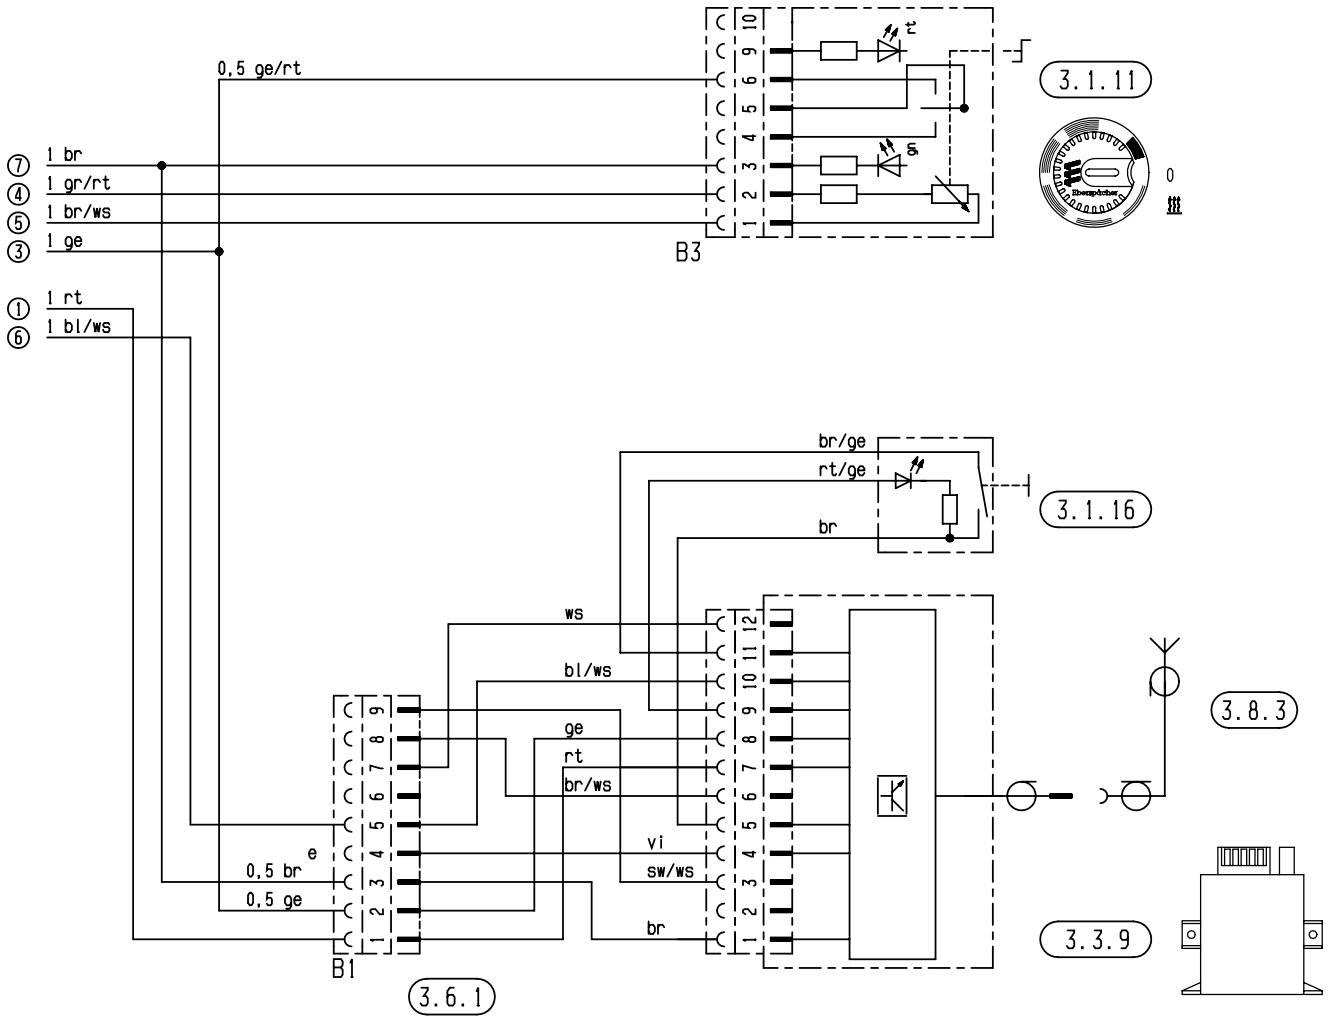 10
9
6
5
4
3
2
1
rt
gn
B3
0,5 ge/rt
7 1 br
4 1 gr/rt
5 1 br/ws
3 1 ge
1 1 rt
6 1 bl/ws
3.1.11
Eberspächer
0
br/ge
rt/ge
br
3.1.16
ws
bl/ws
ge
rt
br/ws
vi
sw/ws
br
12
11
10
9
8
7
6
5
4
3
2
1
9
8
7
6
5
4
3
2
1
e
0,5 br
0,5 ge
B1
3.6.1
3.8.3
3.3.9